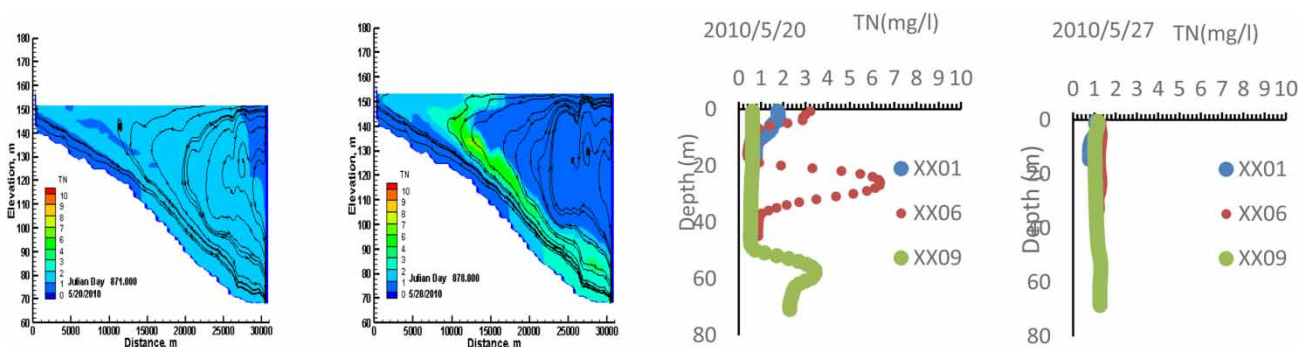 180
170
160
150
140
130
120
110
100
90
80
70
60
Elevation, m
TN
10
9
8
7
6
5
4
3
2
1
0
Julian Day 871.000
5/20/2010
0 5000 10000 15000 20000 25000 30000
Distance, m
180
170
160
150
140
130
120
110
100
90
80
70
60
Elevation, m
TN
10
9
8
7
6
5
4
3
2
1
0
Julian Day 878.000
5/28/2010
0 5000 10000 15000 20000 25000 30000
Distance, m
2010/5/20 TN(mg/l)
0 1 2 3 4 5 6 7 8 9 10
0
20
40
60
80
Depth (m)
XX01
XX06
XX09
2010/5/27 TN(mg/l)
0 1 2 3 4 5 6 7 8 9 10
0
20
40
60
80
Depth (m)
XX01
XX06
XX09